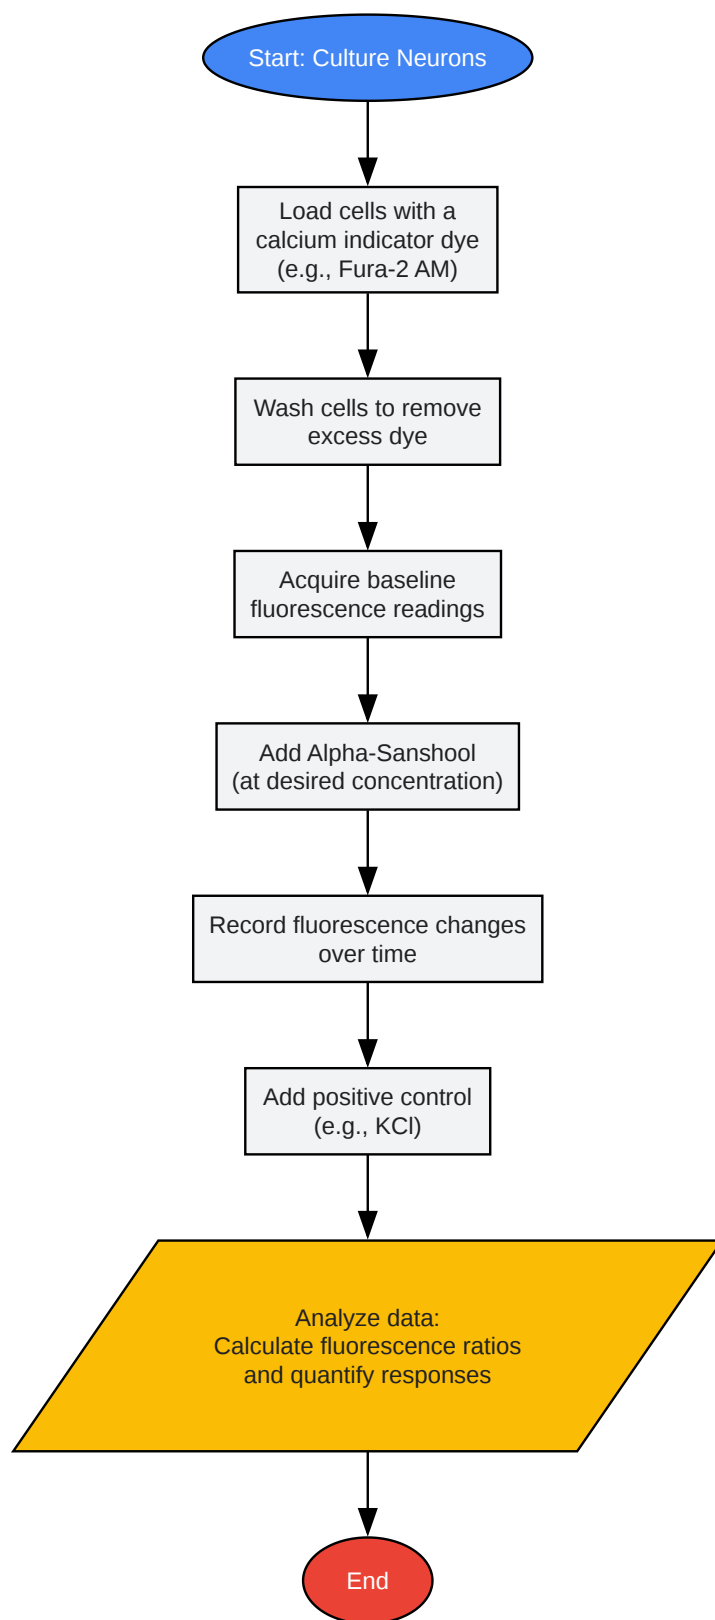 Start: Culture Neurons
Load cells with a
calcium indicator dye
(e.g., Fura-2 AM)
Wash cells to remove
excess dye
Acquire baseline
fluorescence readings
Add Alpha-Sanshool
(at desired concentration)
Record fluorescence changes
over time
Add positive control
(e.g., KCl)
Analyze data:
Calculate fluorescence ratios
and quantify responses
End